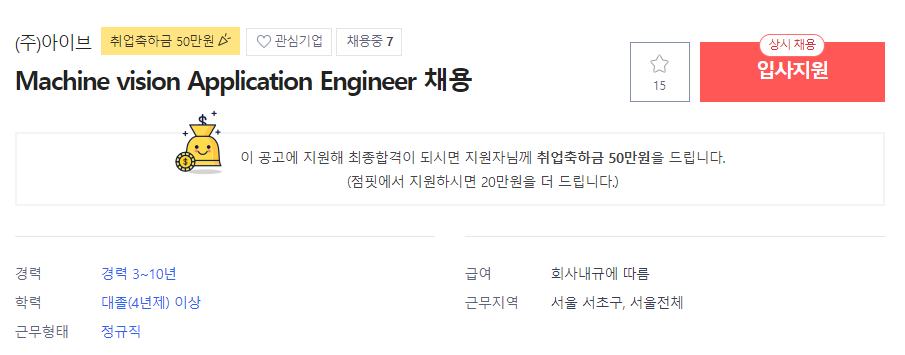 (주)아이브 취업축하금 50만원 관심기업 채용중 7
Machine vision Application Engineer 채용
15
상시 채용
입사지원
이 공고에 지원해 최종합격이 되시면 지원자님께 취업축하금 50만원을 드립니다.
(점핏에서 지원하시면 20만원을 더 드립니다.)
경력 경력 3~10년
학력 대졸(4년제) 이상
근무형태 정규직
급여 회사내규에 따름
근무지역 서울 서초구, 서울전체